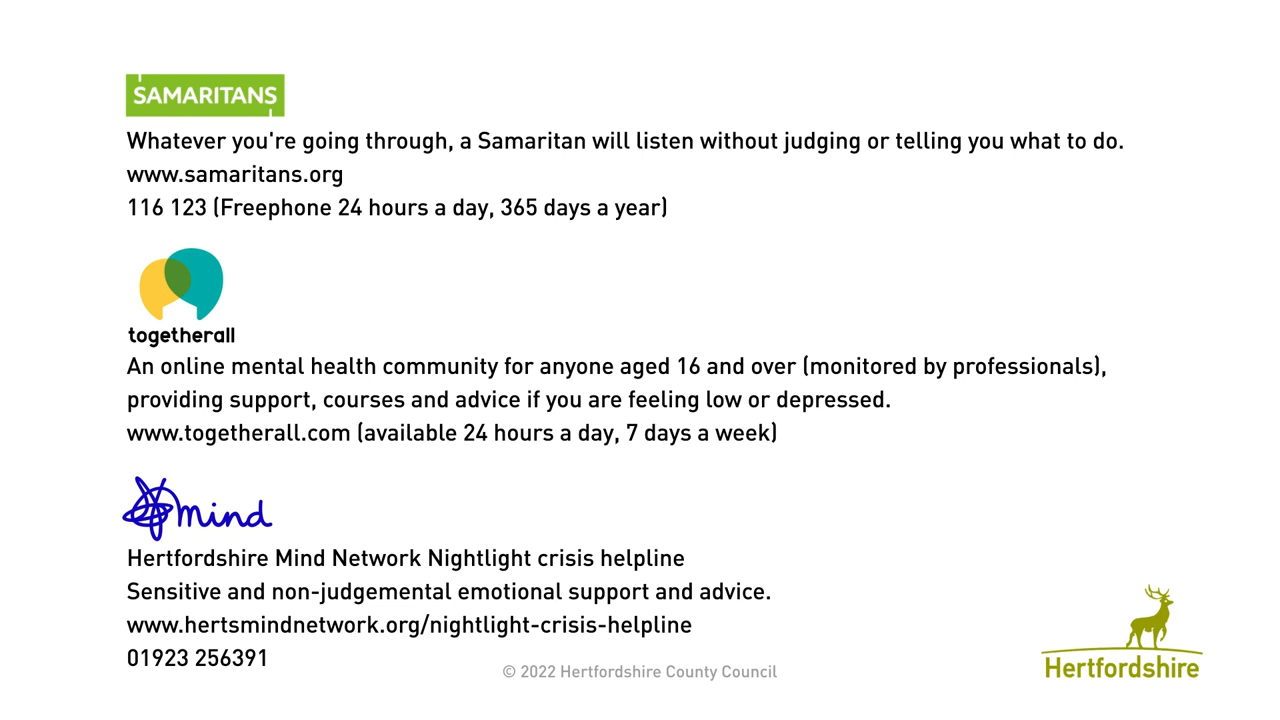 SAMARITANS
Whatever you're going through, a Samaritan will listen without judging or telling you what to do.
www.samaritans.org
116 123 (Freephone 24 hours a day, 365 days a year)
togetherall
An online mental health community for anyone aged 16 and over (monitored by professionals),
providing support, courses and advice if you are feeling low or depressed.
www.togetherall.com (available 24 hours a day, 7 days a week)
mind
Hertfordshire Mind Network Nightlight crisis helpline
Sensitive and non-judgemental emotional support and advice.
www.hertsmindnetwork.org/nightlight-crisis-helpline
01923 256391
© 2022 Hertfordshire County Council
Hertfordshire